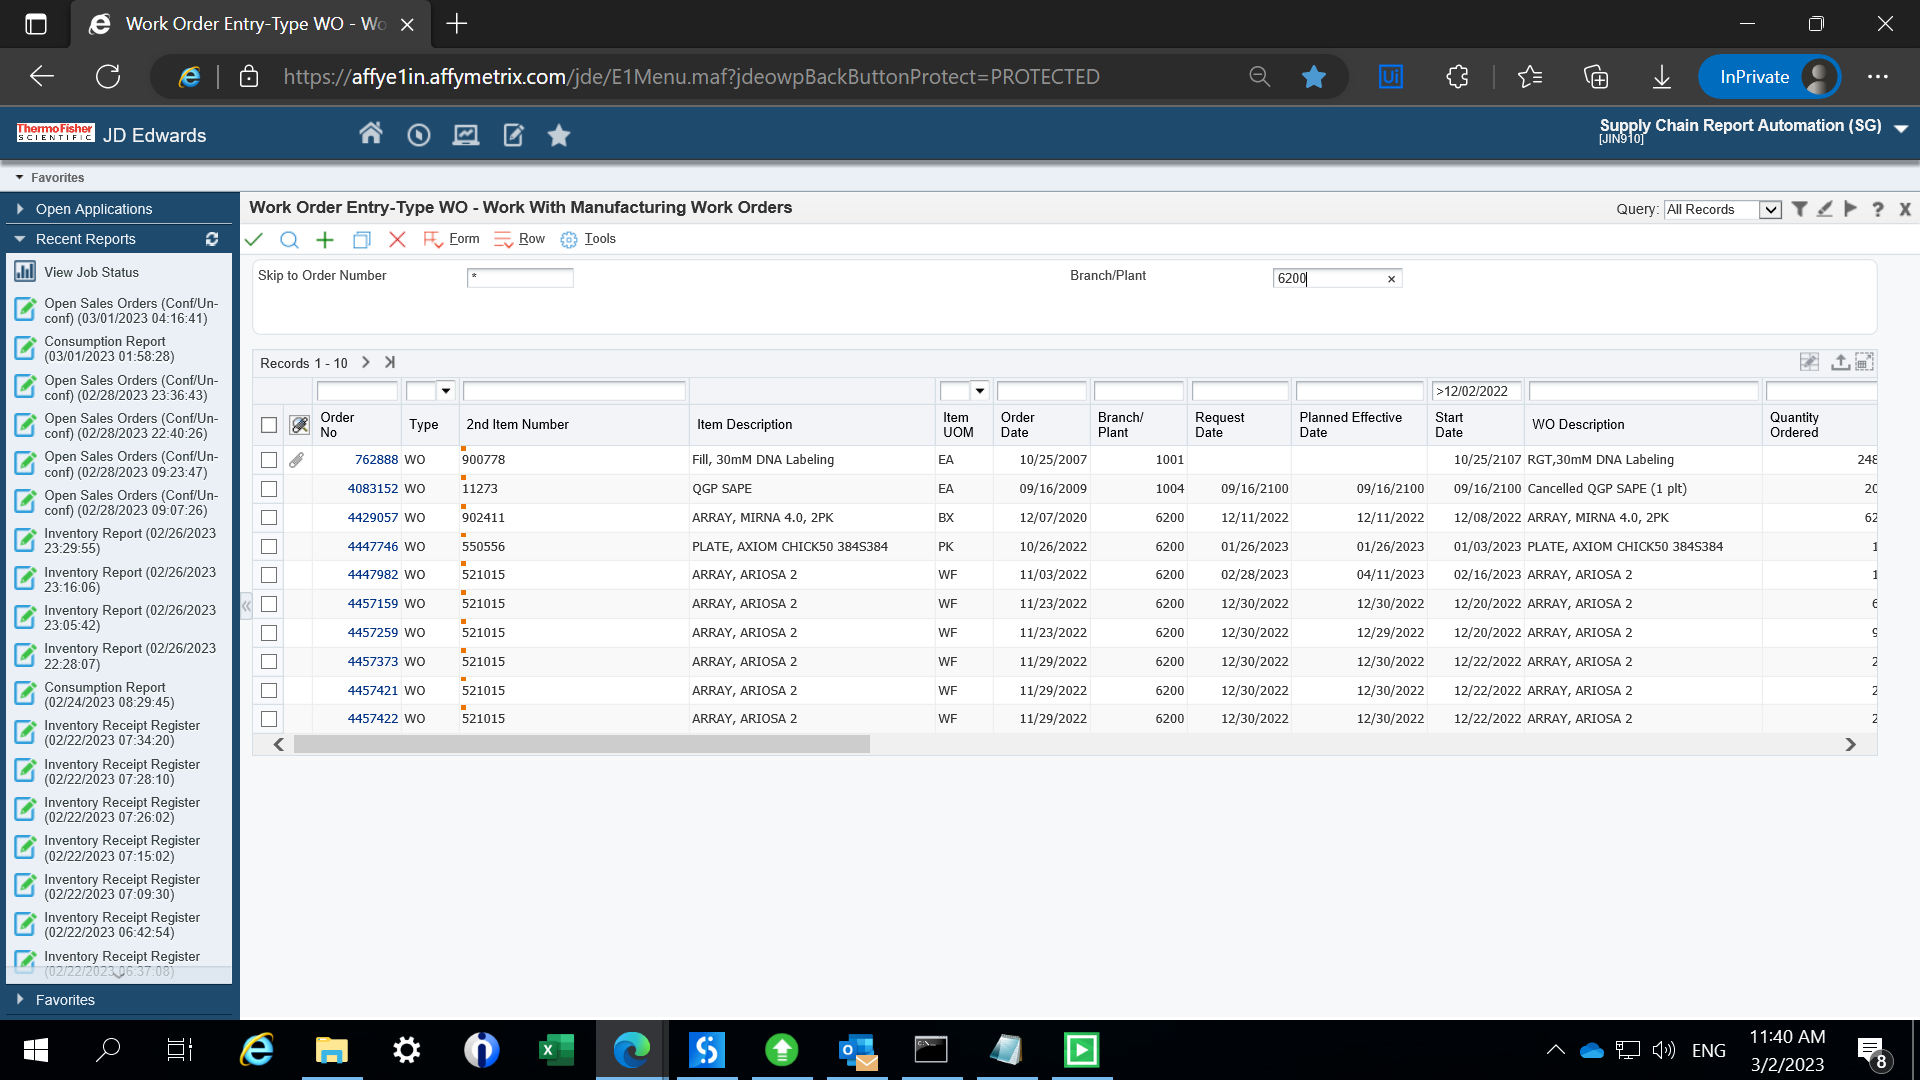 Work Order Entry-Type WO - Wo
https://affye1in.affymetrix.com/jde/E1Menu.maf?jdeowpBackButtonProtect=PROTECTED
InPrivate
ThermoFisher
SCIENTIFIC
JD Edwards
Supply Chain Report Automation (SG)
[JIN910]
Favorites
Open Applications
Recent Reports
View Job Status
Open Sales Orders (Conf/Un-
conf) (03/01/2023 04:16:41)
Consumption Report
(03/01/2023 01:58:28)
Open Sales Orders (Conf/Un-
conf) (02/28/2023 23:36:43)
Open Sales Orders (Conf/Un-
conf) (02/28/2023 22:40:26)
Open Sales Orders (Conf/Un-
conf) (02/28/2023 09:23:47)
Open Sales Orders (Conf/Un-
conf) (02/28/2023 09:07:26)
Inventory Report (02/26/2023
23:29:55)
Inventory Report (02/26/2023
23:16:06)
Inventory Report (02/26/2023
23:05:42)
Inventory Report (02/26/2023
22:28:07)
Consumption Report
(02/24/2023 08:29:45)
Inventory Receipt Register
(02/22/2023 07:34:20)
Inventory Receipt Register
(02/22/2023 07:28:10)
Inventory Receipt Register
(02/22/2023 07:26:02)
Inventory Receipt Register
(02/22/2023 07:15:02)
Inventory Receipt Register
(02/22/2023 07:09:30)
Inventory Receipt Register
(02/22/2023 06:42:54)
Inventory Receipt Register
(02/22/2023 06:37:08)
Favorites
Work Order Entry-Type WO - Work With Manufacturing Work Orders
Query: All Records
Form Row Tools
Skip to Order Number *
Branch/Plant 6200
Records 1 - 10
>12/02/2022
Order No Type 2nd Item Number Item Description Item UOM Order Date Branch/ Plant Request Date Planned Effective Date Start Date WO Description Quantity Ordered
762888 WO 900778 Fill, 30mM DNA Labeling EA 10/25/2007 1001 10/25/2107 RGT,30mM DNA Labeling 248
4083152 WO 11273 QGP SAPE EA 09/16/2009 1004 09/16/2100 09/16/2100 09/16/2100 Cancelled QGP SAPE (1 plt) 20
4429057 WO 902411 ARRAY, MIRNA 4.0, 2PK BX 12/07/2020 6200 12/11/2022 12/11/2022 12/08/2022 ARRAY, MIRNA 4.0, 2PK 62
4447746 WO 550556 PLATE, AXIOM CHICK50 384S384 PK 10/26/2022 6200 01/26/2023 01/26/2023 01/03/2023 PLATE, AXIOM CHICK50 384S384 1
4447982 WO 521015 ARRAY, ARIOSA 2 WF 11/03/2022 6200 02/28/2023 04/11/2023 02/16/2023 ARRAY, ARIOSA 2 1
4457159 WO 521015 ARRAY, ARIOSA 2 WF 11/23/2022 6200 12/30/2022 12/30/2022 12/20/2022 ARRAY, ARIOSA 2 6
4457259 WO 521015 ARRAY, ARIOSA 2 WF 11/23/2022 6200 12/30/2022 12/29/2022 12/20/2022 ARRAY, ARIOSA 2 9
4457373 WO 521015 ARRAY, ARIOSA 2 WF 11/29/2022 6200 12/30/2022 12/30/2022 12/22/2022 ARRAY, ARIOSA 2 2
4457421 WO 521015 ARRAY, ARIOSA 2 WF 11/29/2022 6200 12/30/2022 12/30/2022 12/22/2022 ARRAY, ARIOSA 2 2
4457422 WO 521015 ARRAY, ARIOSA 2 WF 11/29/2022 6200 12/30/2022 12/30/2022 12/22/2022 ARRAY, ARIOSA 2 2
ENG
11:40 AM
3/2/2023
8